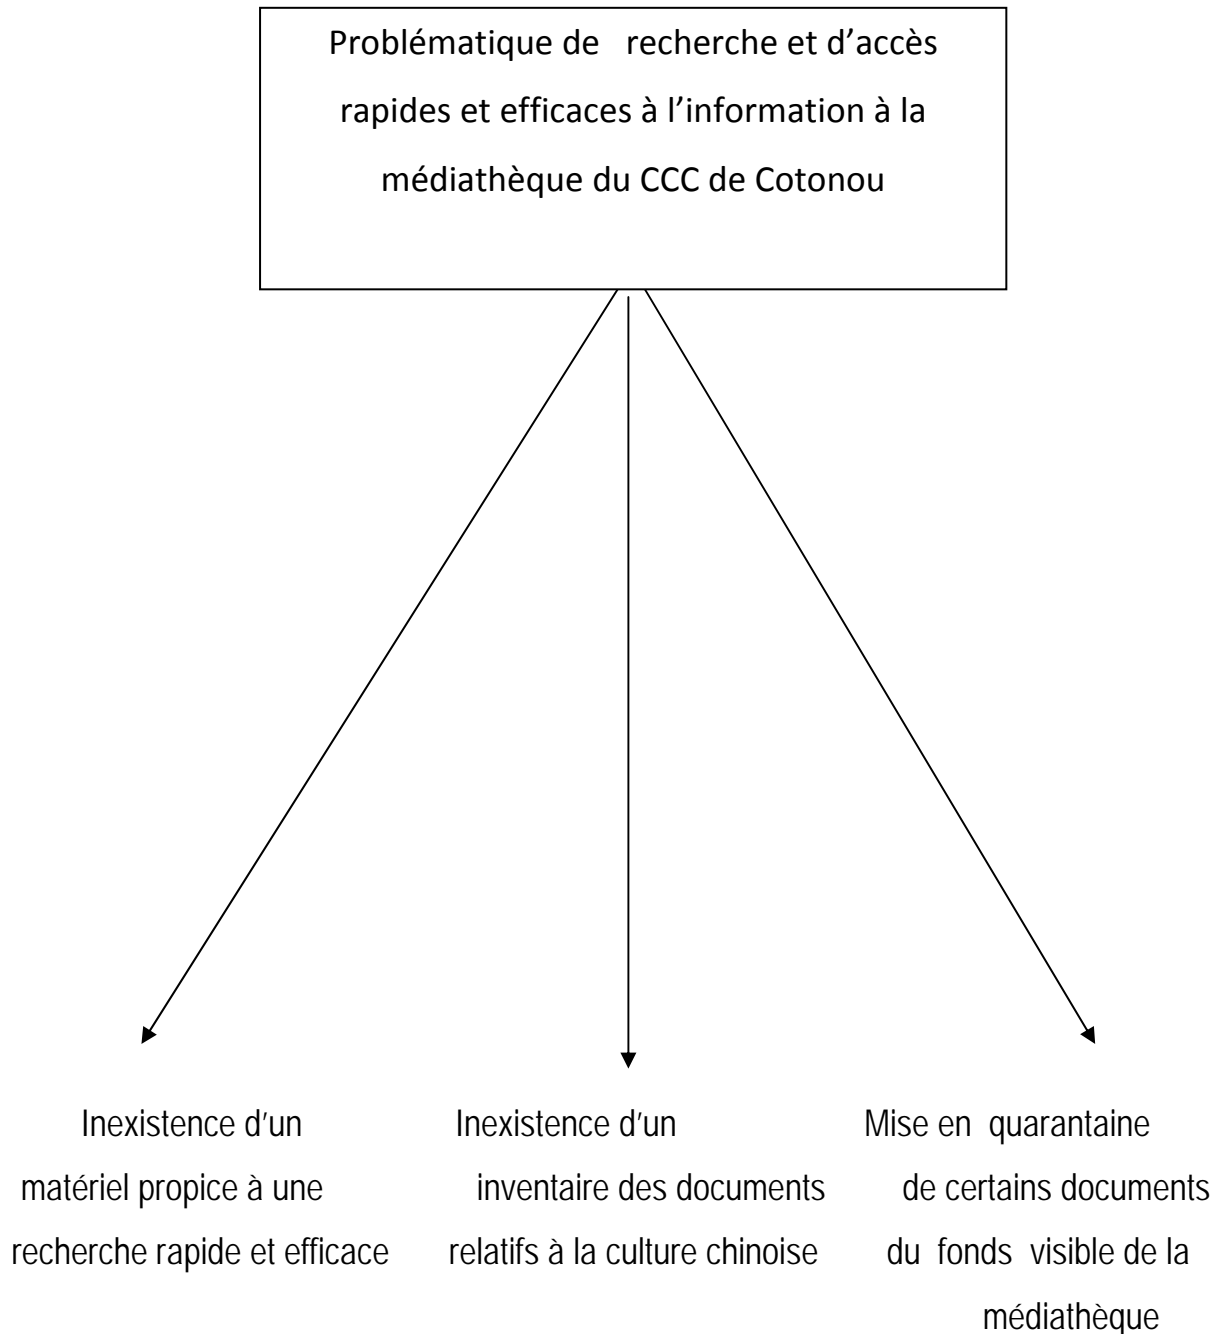 Problématique de recherche et d’accès
rapides et efficaces à l’information à la
médiathèque du CCC de Cotonou
Inexistence d’un
matériel propice à une
recherche rapide et efficace
Inexistence d’un
inventaire des documents
relatifs à la culture chinoise
Mise en quarantaine
de certains documents
du fonds visible de la
médiathèque